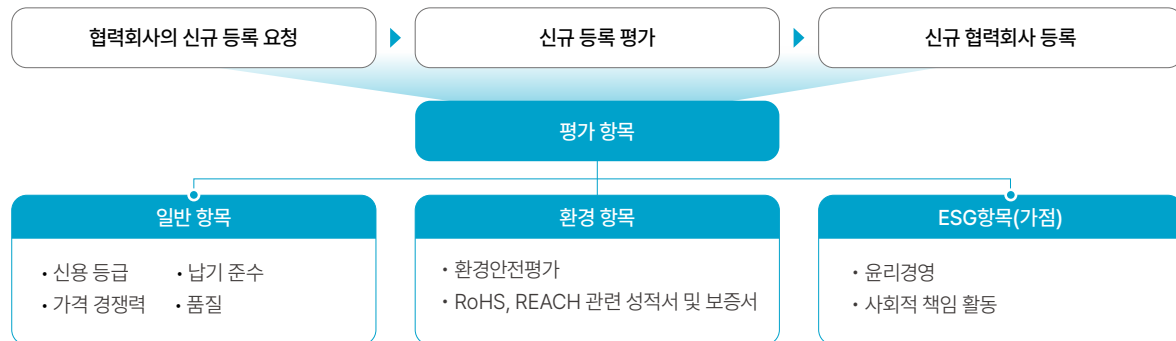 협력회사의 신규 등록 요청
신규 등록 평가
신규 협력회사 등록
평가 항목
일반 항목
• 신용 등급 • 납기 준수
• 가격 경쟁력 • 품질
환경 항목
• 환경안전평가
• RoHS, REACH 관련 성적서 및 보증서
ESG항목(가점)
• 윤리경영
• 사회적 책임 활동